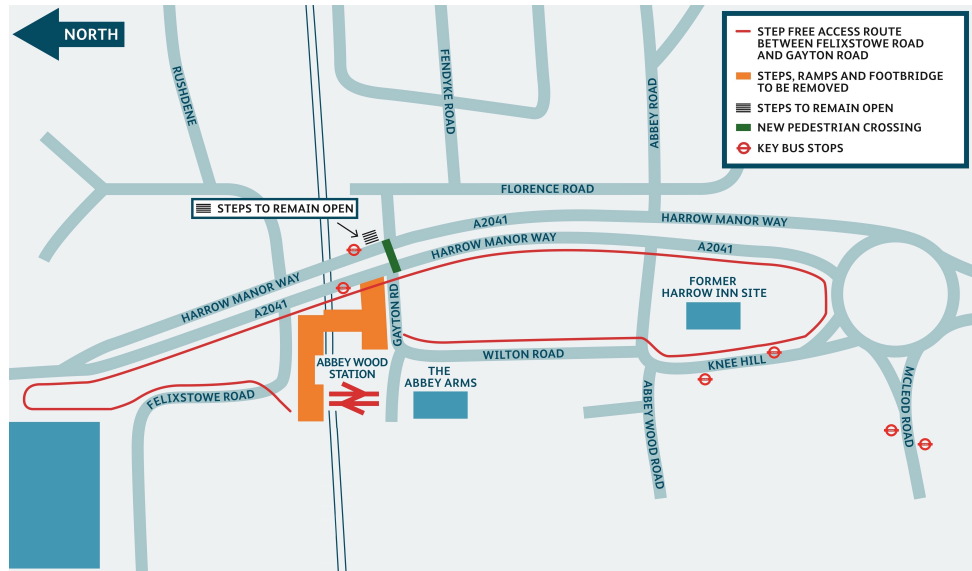 NORTH
STEP FREE ACCESS ROUTE
BETWEEN FELIXSTOWE ROAD
AND GAYTON ROAD
STEPS, RAMPS AND FOOTBRIDGE
TO BE REMOVED
STEPS TO REMAIN OPEN
NEW PEDESTRIAN CROSSING
KEY BUS STOPS
RUSHDENE
FENDYKE ROAD
ABBEY ROAD
FLORENCE ROAD
STEPS TO REMAIN OPEN
A2041
HARROW MANOR WAY
HARROW MANOR WAY
A2041
HARROW MANOR WAY
A2041
GAYTON RD
FORMER
HARROW INN SITE
WILTON ROAD
KNEE HILL
ABBEY WOOD
STATION
THE
ABBEY ARMS
FELIXSTOWE ROAD
ABBEY WOOD ROAD
MCLEOD ROAD